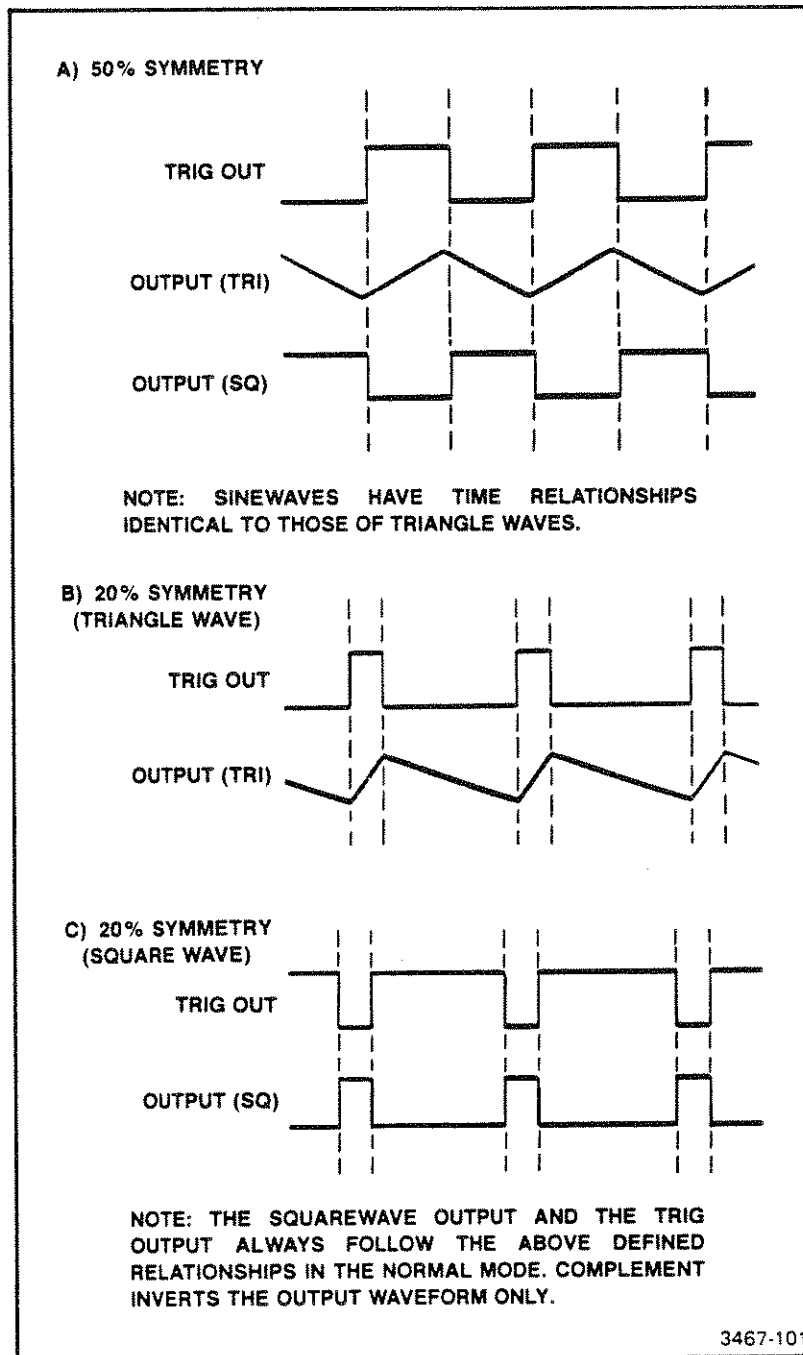 A) 50% SYMMETRY
TRIG OUT
OUTPUT (TRI)
OUTPUT (SQ)
NOTE: SINEWAVES HAVE TIME RELATIONSHIPS
IDENTICAL TO THOSE OF TRIANGLE WAVES.
B) 20% SYMMETRY
(TRIANGLE WAVE)
TRIG OUT
OUTPUT (TRI)
C) 20% SYMMETRY
(SQUARE WAVE)
TRIG OUT
OUTPUT (SQ)
NOTE: THE SQUAREWAVE OUTPUT AND THE TRIG
OUTPUT ALWAYS FOLLOW THE ABOVE DEFINED
RELATIONSHIPS IN THE NORMAL MODE. COMPLEMENT
INVERTS THE OUTPUT WAVEFORM ONLY.
3467-101